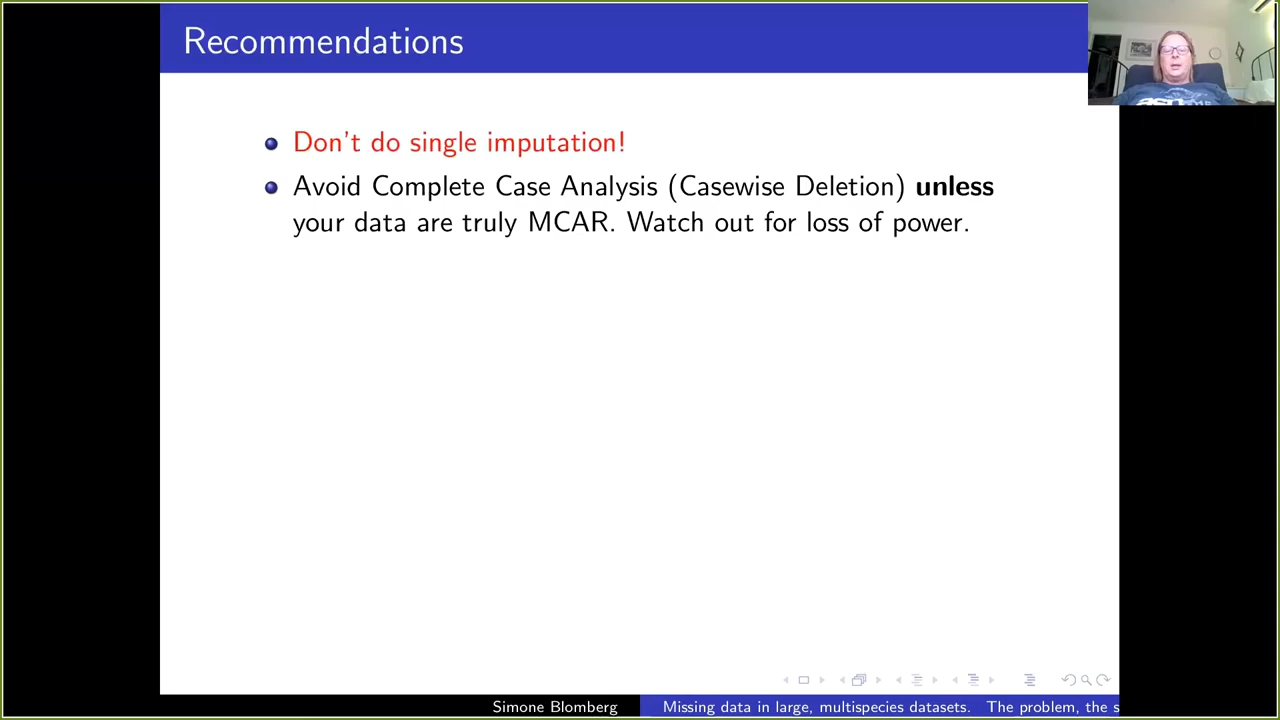 Recommendations
Don't do single imputation!
Avoid Complete Case Analysis (Casewise Deletion) unless
your data are truly MCAR. Watch out for loss of power.
Simone Blomberg
Missing data in large, multispecies datasets. The problem, the s